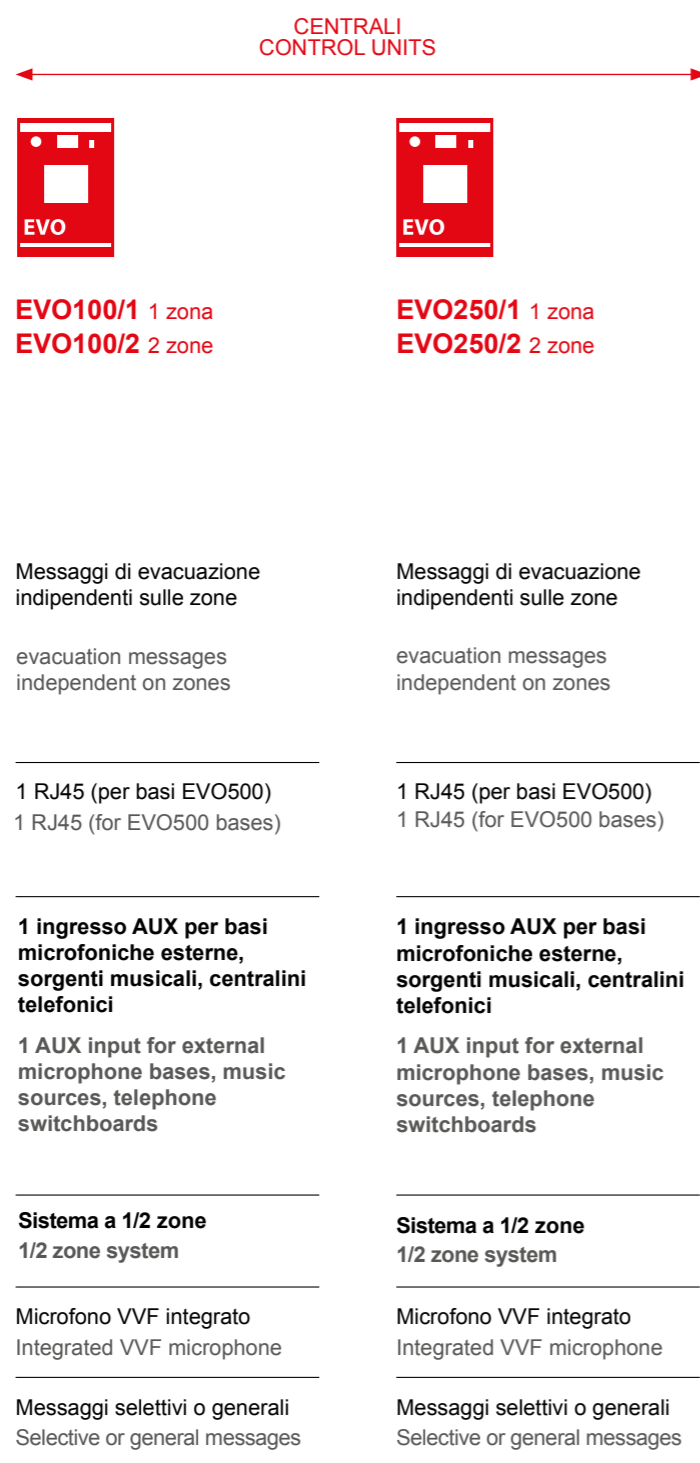 CENTRALI
CONTROL UNITS
EVO
EVO100/1 1 zona
EVO100/2 2 zone
Messaggi di evacuazione
indipendenti sulle zone
evacuation messages
independent on zones
1 RJ45 (per basi EVO500)
1 RJ45 (for EVO500 bases)
1 ingresso AUX per basi
microfoniche esterne,
sorgenti musicali, centralini
telefonici
1 AUX input for external
microphone bases, music
sources, telephone
switchboards
Sistema a 1/2 zone
1/2 zone system
Microfono VVF integrato
Integrated VVF microphone
Messaggi selettivi o generali
Selective or general messages
EVO
EVO250/1 1 zona
EVO250/2 2 zone
Messaggi di evacuazione
indipendenti sulle zone
evacuation messages
independent on zones
1 RJ45 (per basi EVO500)
1 RJ45 (for EVO500 bases)
1 ingresso AUX per basi
microfoniche esterne,
sorgenti musicali, centralini
telefonici
1 AUX input for external
microphone bases, music
sources, telephone
switchboards
Sistema a 1/2 zone
1/2 zone system
Microfono VVF integrato
Integrated VVF microphone
Messaggi selettivi o generali
Selective or general messages